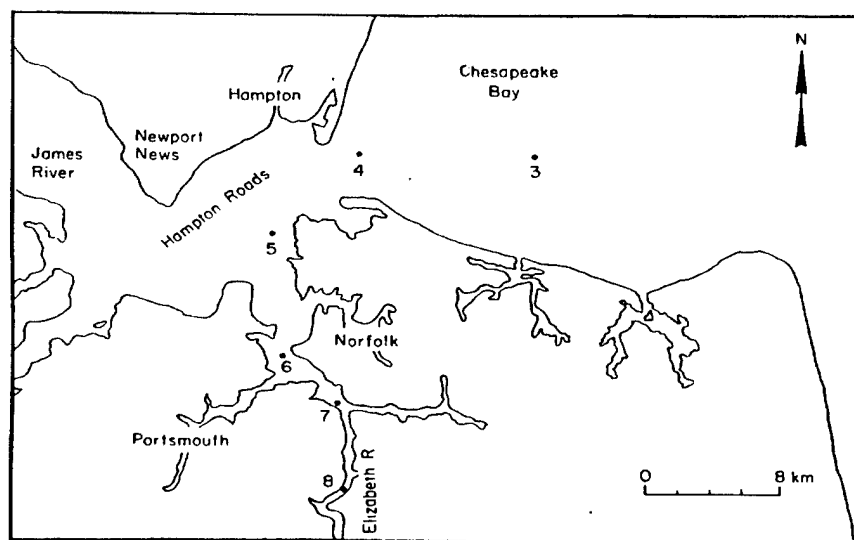 N
Chesapeake
Bay
Hampton
Newport
News
James
River
4
3
Hampton Roads
5
Norfolk
6
7
Portsmouth
8
Elizabeth R
0 8 km